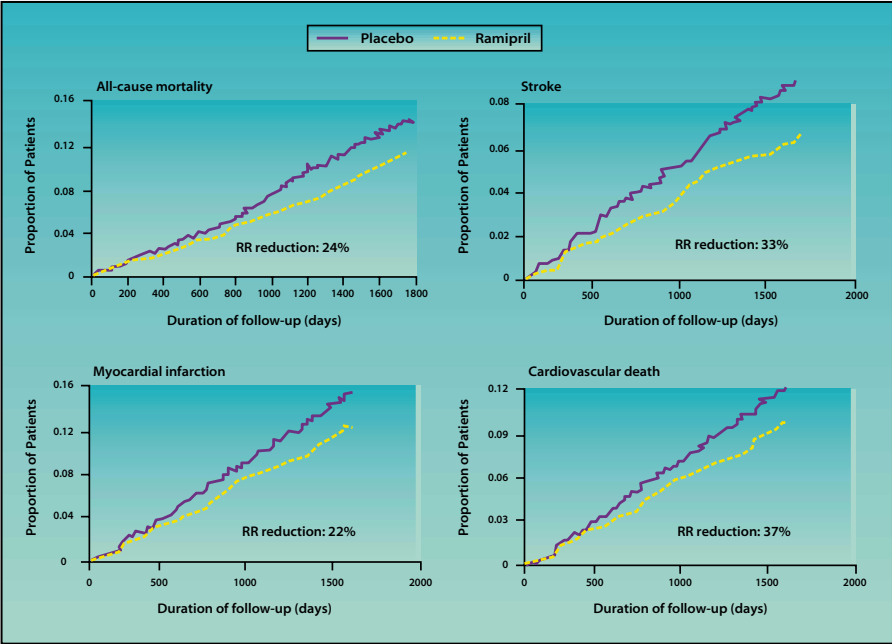 Placebo Ramipril
All-cause mortality
Proportion of Patients
0.16
0.12
0.08
0.04
0
RR reduction: 24%
0 200 400 600 800 1000 1200 1400 1600 1800
Duration of follow-up (days)
Stroke
Proportion of Patients
0.08
0.06
0.04
0.02
0
RR reduction: 33%
0 500 1000 1500 2000
Duration of follow-up (days)
Myocardial infarction
Proportion of Patients
0.16
0.12
0.08
0.04
0
RR reduction: 22%
0 500 1000 1500 2000
Duration of follow-up (days)
Cardiovascular death
Proportion of Patients
0.12
0.09
0.06
0.03
0
RR reduction: 37%
0 500 1000 1500 2000
Duration of follow-up (days)